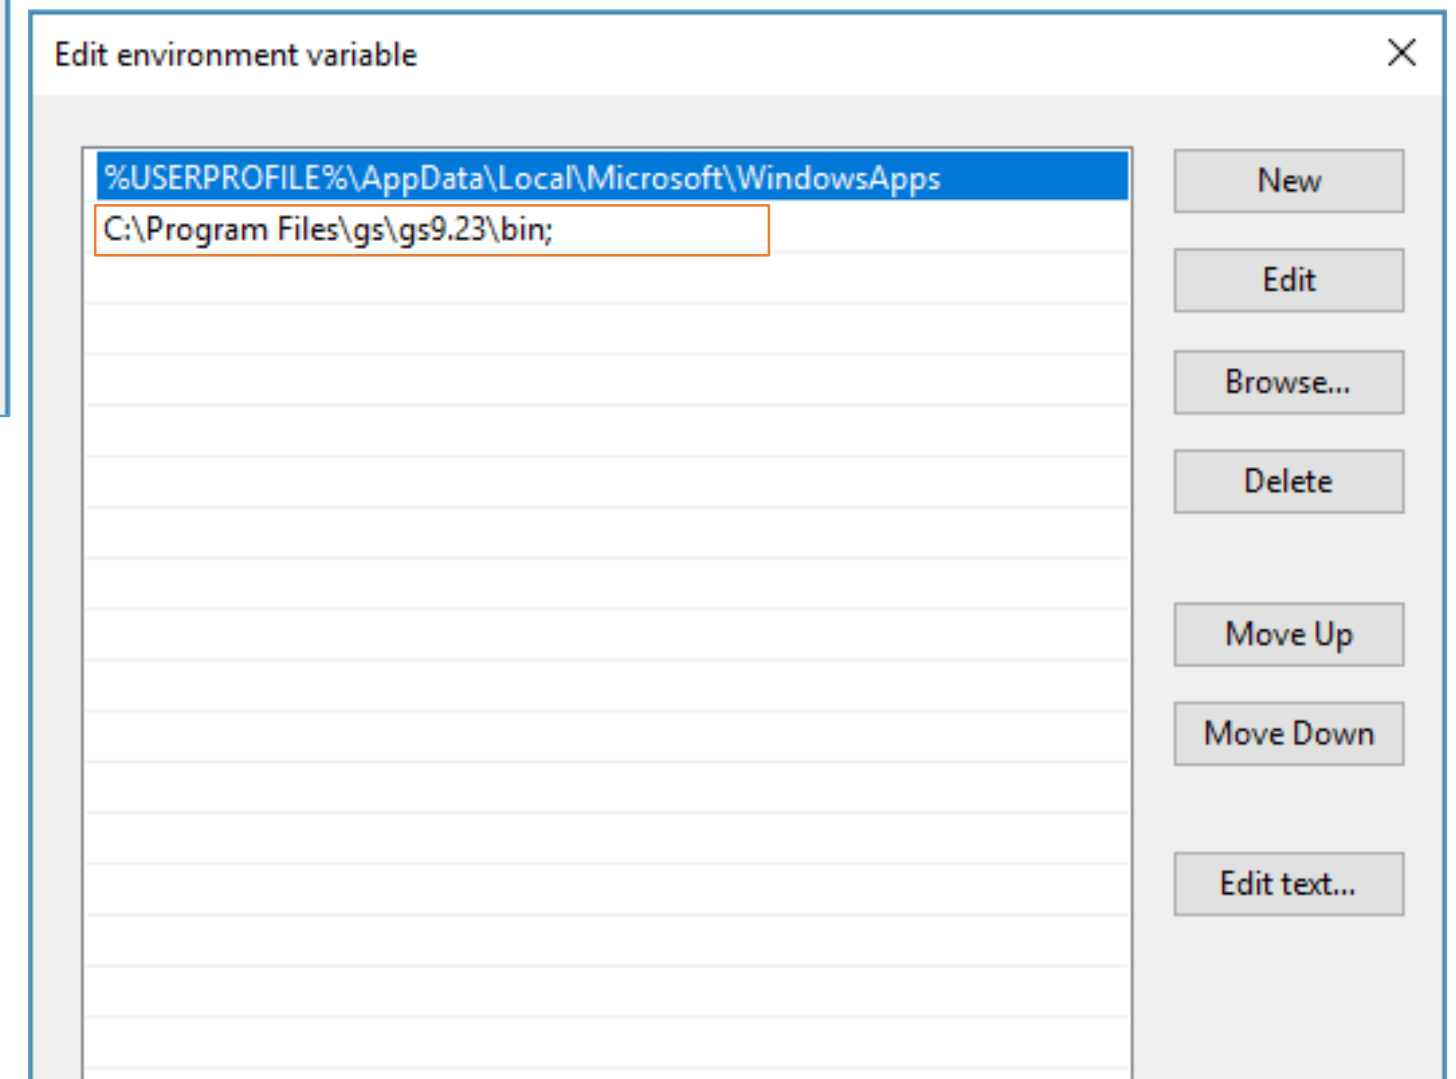 Edit environment variable
%USERPROFILE%\AppData\Local\Microsoft\WindowsApps
C:\Program Files\gs\gs9.23\bin;
New
Edit
Browse...
Delete
Move Up
Move Down
Edit text...